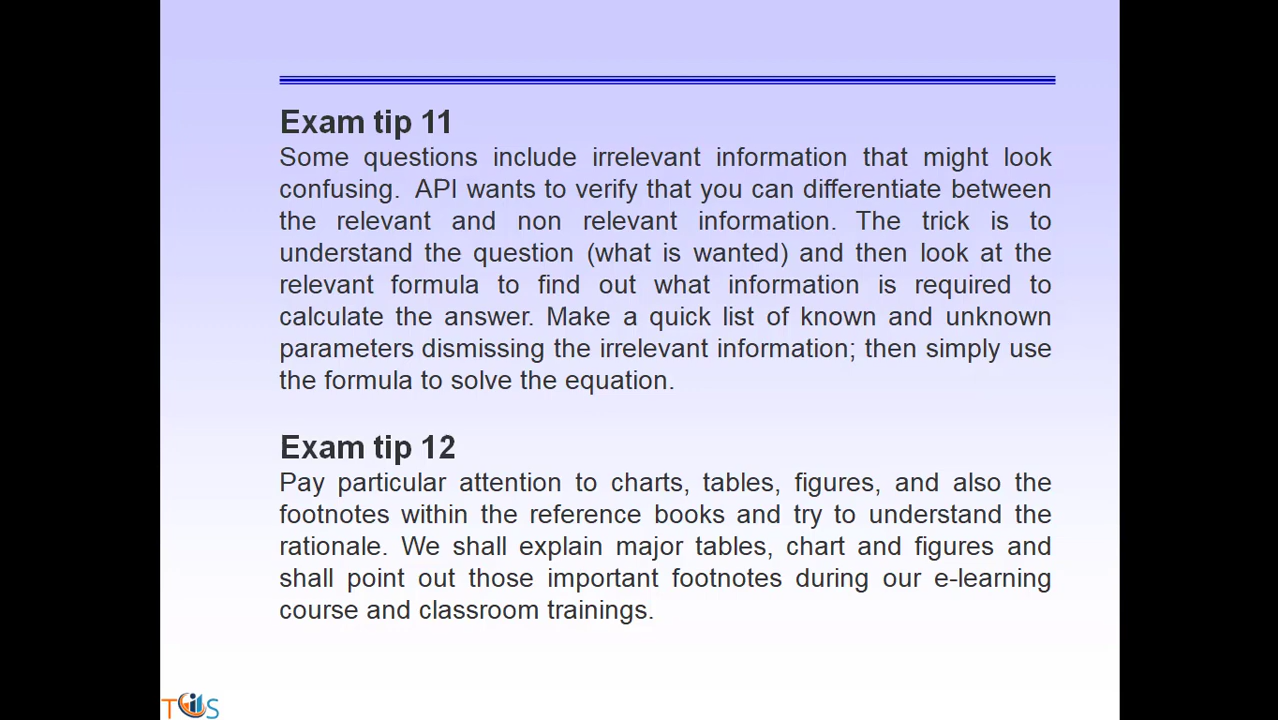 Exam tip 11
Some questions include irrelevant information that might look
confusing. API wants to verify that you can differentiate between
the relevant and non relevant information. The trick is to
understand the question (what is wanted) and then look at the
relevant formula to find out what information is required to
calculate the answer. Make a quick list of known and unknown
parameters dismissing the irrelevant information; then simply use
the formula to solve the equation.
Exam tip 12
Pay particular attention to charts, tables, figures, and also the
footnotes within the reference books and try to understand the
rationale. We shall explain major tables, chart and figures and
shall point out those important footnotes during our e-learning
course and classroom trainings.